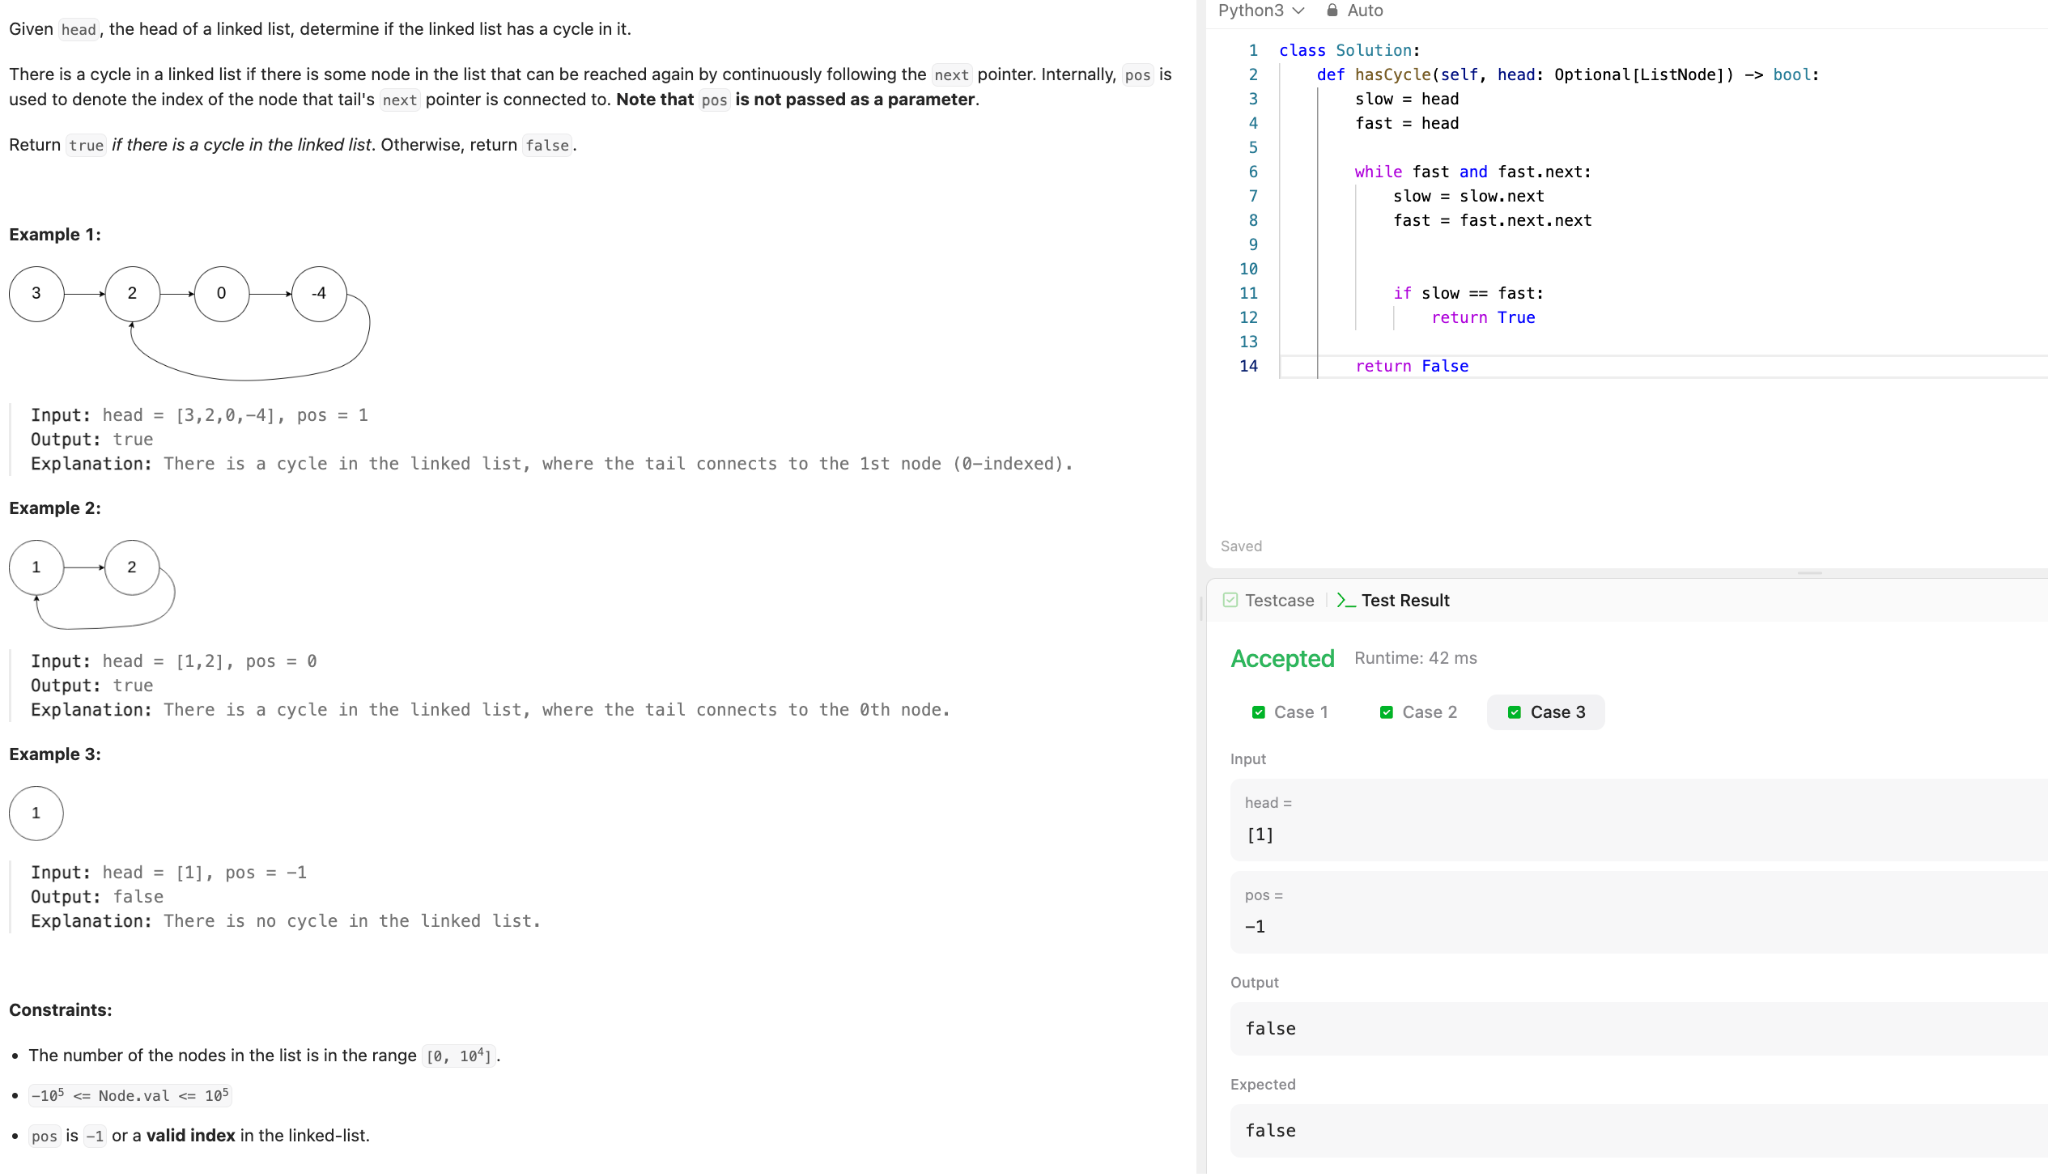 Given head, the head of a linked list, determine if the linked list has a cycle in it.
There is a cycle in a linked list if there is some node in the list that can be reached again by continuously following the next pointer. Internally, pos is
used to denote the index of the node that tail's next pointer is connected to. Note that pos is not passed as a parameter.
Return true if there is a cycle in the linked list. Otherwise, return false.
Example 1:
3 2 0 -4
Input: head = [3,2,0,-4], pos = 1
Output: true
Explanation: There is a cycle in the linked list, where the tail connects to the 1st node (0-indexed).
Example 2:
1 2
Input: head = [1,2], pos = 0
Output: true
Explanation: There is a cycle in the linked list, where the tail connects to the 0th node.
Example 3:
1
Input: head = [1], pos = -1
Output: false
Explanation: There is no cycle in the linked list.
Constraints:
• The number of the nodes in the list is in the range [0, 10⁴].
• -10⁵ <= Node.val <= 10⁵
• pos is -1 or a valid index in the linked-list.
Python3 Auto
1 class Solution:
2 def hasCycle(self, head: Optional[ListNode]) -> bool:
3 slow = head
4 fast = head
5
6 while fast and fast.next:
7 slow = slow.next
8 fast = fast.next.next
9
10
11 if slow == fast:
12 return True
13
14 return False
Saved
Testcase >_ Test Result
Accepted Runtime: 42 ms
Case 1 Case 2 Case 3
Input
head =
[1]
pos =
-1
Output
false
Expected
false